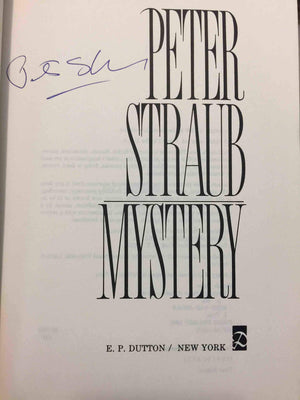 PETER
STRAUB
MYSTERY
E. P. DUTTON / NEW YORK
D